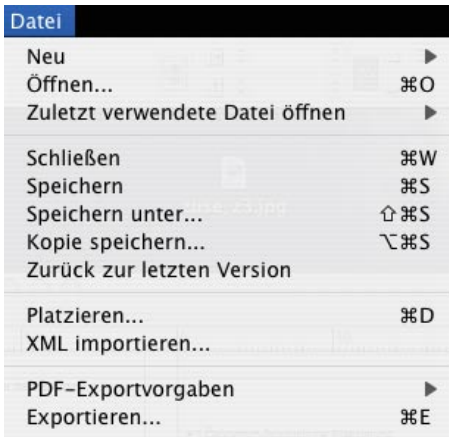 Datei
Neu
Öffnen... ⌘O
Zuletzt verwendete Datei öffnen
Schließen ⌘W
Speichern ⌘S
Speichern unter... ⇧⌘S
Kopie speichern... ⌥⌘S
Zurück zur letzten Version
Platzieren... ⌘D
XML importieren...
PDF-Exportvorgaben
Exportieren... ⌘E